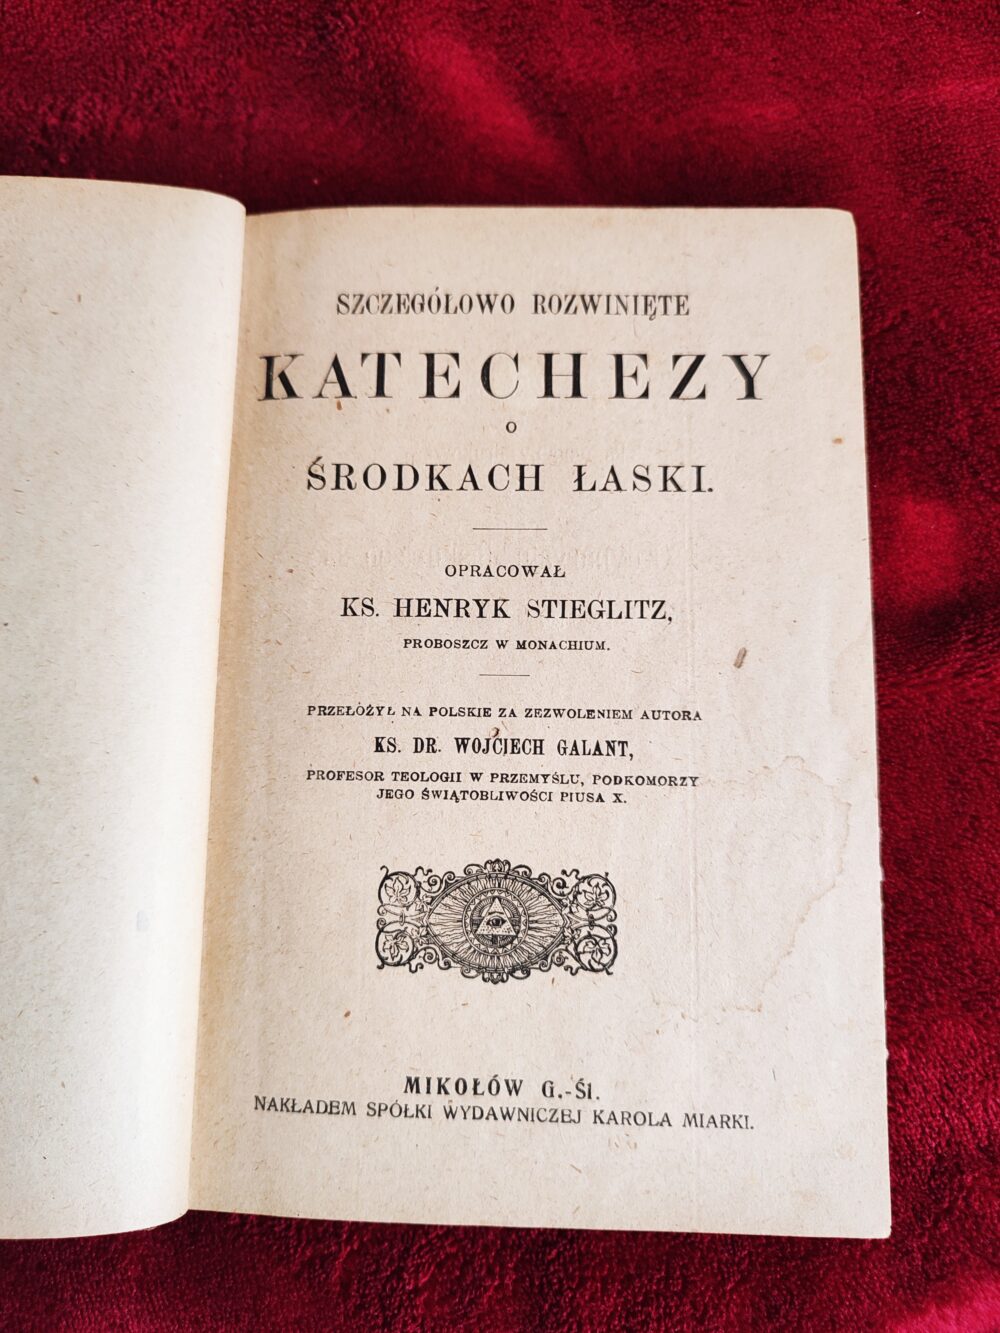 SZCZEGÓŁOWO ROZWINIĘTE
KATECHEZY
O
ŚRODKACH ŁASKI.
OPRACOWAŁ
KS. HENRYK STIEGLITZ,
PROBOSZCZ W MONACHIUM.
PRZEŁOŻYŁ NA POLSKIE ZA ZEZWOLENIEM AUTORA
KS. DR. WOJCIECH GALANT,
PROFESOR TEOLOGII W PRZEMYŚLU, PODKOMORZY
JEGO ŚWIĄTOBLIWOŚCI PIUSA X.
MIKOŁÓW G.-Śl.
NAKŁADEM SPÓŁKI WYDAWNICZEJ KAROLA MIARKI.